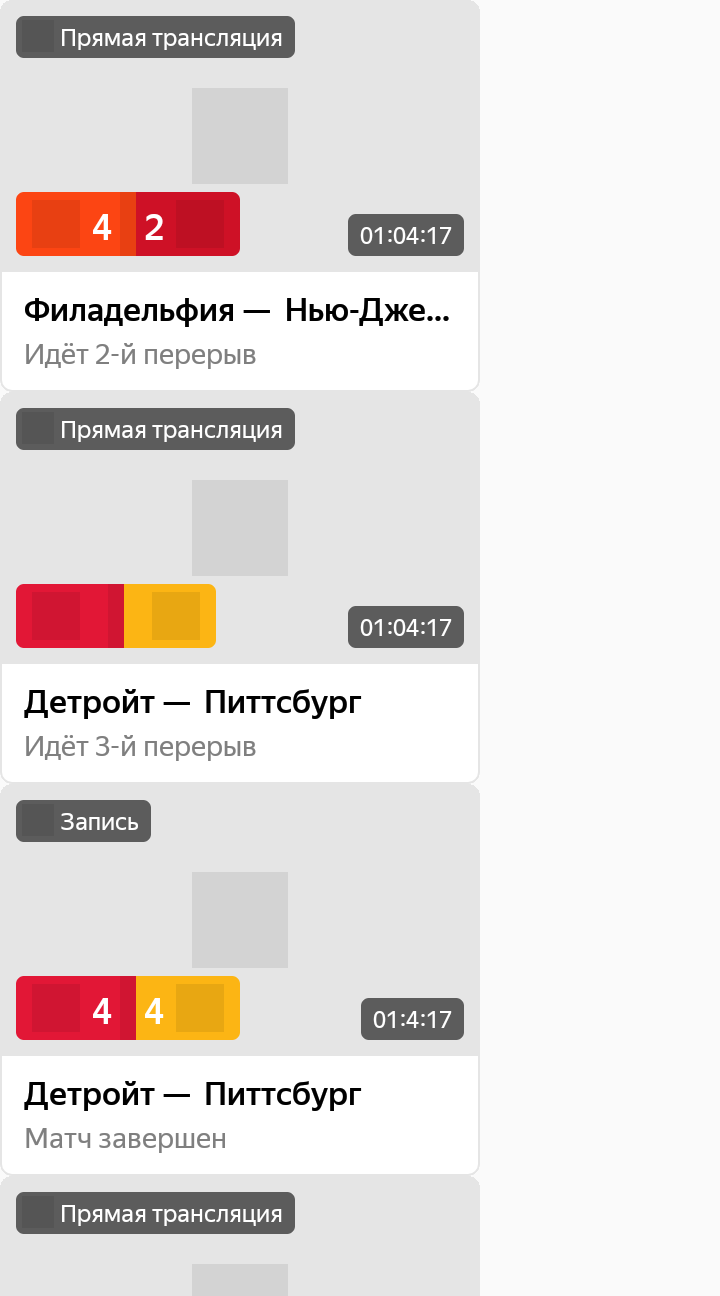 Прямая трансляция
4 2
01:04:17
Филадельфия — Нью-Дже...
Идёт 2-й перерыв
Прямая трансляция
01:04:17
Детройт — Питтсбург
Идёт 3-й перерыв
Запись
4 4
01:4:17
Детройт — Питтсбург
Матч завершен
Прямая трансляция